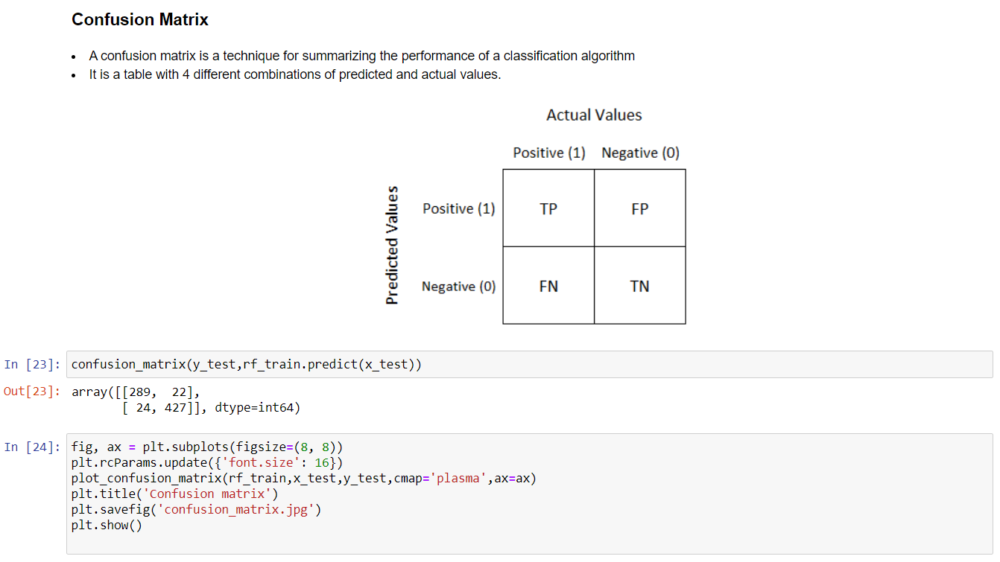 Confusion Matrix
• A confusion matrix is a technique for summarizing the performance of a classification algorithm
• It is a table with 4 different combinations of predicted and actual values.
Actual Values
Positive (1) Negative (0)
Predicted Values
Positive (1) TP FP
Negative (0) FN TN
In [23]: confusion_matrix(y_test,rf_train.predict(x_test))
Out[23]: array([[289,  22],
[ 24, 427]], dtype=int64)
In [24]: fig, ax = plt.subplots(figsize=(8, 8))
plt.rcParams.update({'font.size': 16})
plot_confusion_matrix(rf_train,x_test,y_test,cmap='plasma',ax=ax)
plt.title('Confusion matrix')
plt.savefig('confusion_matrix.jpg')
plt.show()